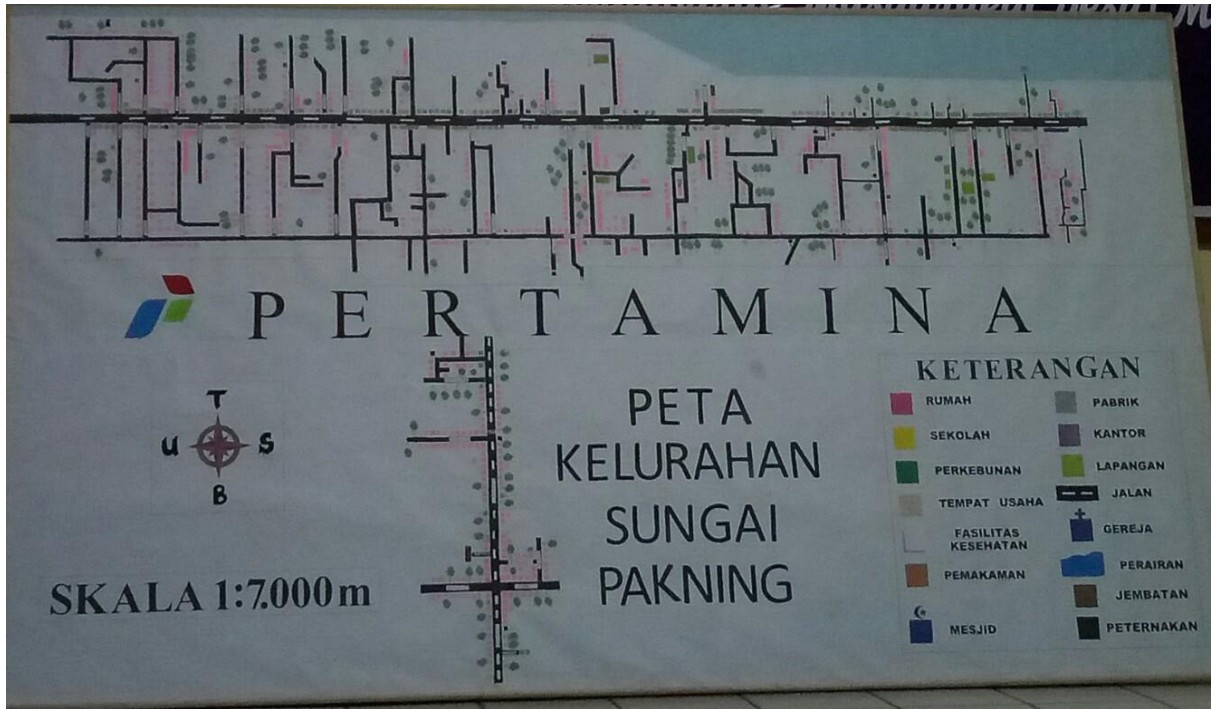 PERTAMINA
T
U S
B
SKALA 1:7.000 m
PETA
KELURAHAN
SUNGAI
PAKNING
KETERANGAN
RUMAH
SEKOLAH
PERKEBUNAN
TEMPAT USAHA
FASILITAS
KESEHATAN
PEMAKAMAN
MESJID
PABRIK
KANTOR
LAPANGAN
JALAN
GEREJA
PERAIRAN
JEMBATAN
PETERNAKAN